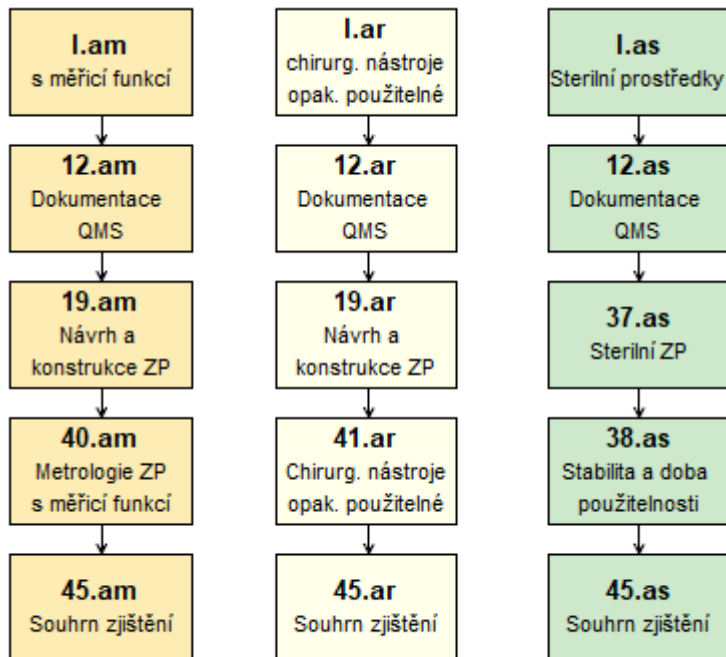 I.am
s měřicí funkcí
12.am
Dokumentace
QMS
19.am
Návrh a
konstrukce ZP
40.am
Metrologie ZP
s měřicí funkcí
45.am
Souhrn zjištění
I.ar
chirurg. nástroje
opak. použitelné
12.ar
Dokumentace
QMS
19.ar
Návrh a
konstrukce ZP
41.ar
Chirurg. nástroje
opak. použitelné
45.ar
Souhrn zjištění
I.as
Sterilní prostředky
12.as
Dokumentace
QMS
37.as
Sterilní ZP
38.as
Stabilita a doba
použitelnosti
45.as
Souhrn zjištění